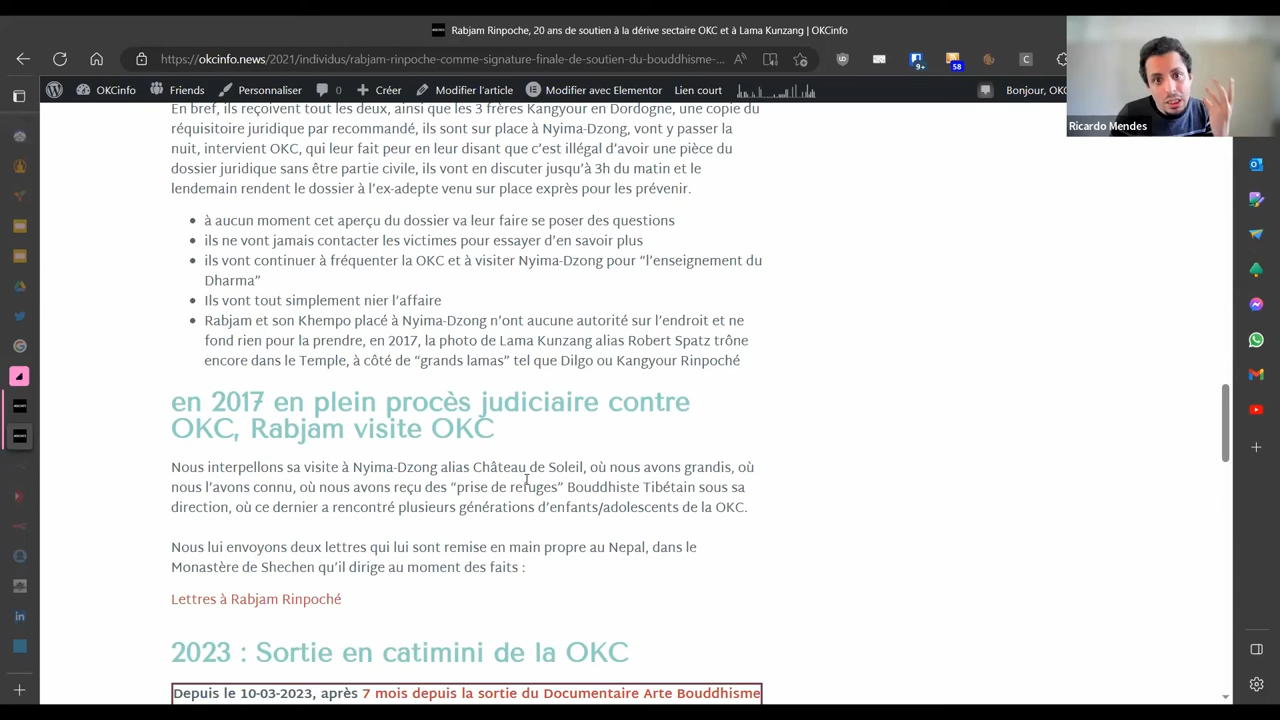 Rabjam Rinpoche, 20 ans de soutien à la dérive sectaire OKC et à Lama Kunzang | OKCinfo
https://okcinfo.news/2021/individus/rabjam-rinpoche-comme-signature-finale-de-soutien-du-bouddhisme-...
9+
58
OKCinfo
Friends
Personnaliser
0
Créer
Modifier l’article
Modifier avec Elementor
Lien court
Bonjour, OK
Ricardo Mendes
En bref, ils reçoivent tout les deux, ainsi que les 3 frères Kangyour en Dordogne, une copie du
réquisitoire juridique par recommandé, ils sont sur place à Nyima-Dzong, vont y passer la
nuit, intervient OKC, qui leur fait peur en leur disant que c’est illégal d’avoir une pièce du
dossier juridique sans être partie civile, ils vont en discuter jusqu’à 3h du matin et le
lendemain rendent le dossier à l’ex-adepte venu sur place exprès pour les prévenir.
• à aucun moment cet aperçu du dossier va leur faire se poser des questions
• ils ne vont jamais contacter les victimes pour essayer d’en savoir plus
• ils vont continuer à fréquenter la OKC et à visiter Nyima-Dzong pour “l’enseignement du
Dharma”
• Ils vont tout simplement nier l’affaire
• Rabjam et son Khempo placé à Nyima-Dzong n’ont aucune autorité sur l’endroit et ne
fond rien pour la prendre, en 2017, la photo de Lama Kunzang alias Robert Spatz trône
encore dans le Temple, à côté de “grands lamas” tel que Dilgo ou Kangyour Rinpoché
en 2017 en plein procès judiciaire contre
OKC, Rabjam visite OKC
Nous interpellons sa visite à Nyima-Dzong alias Château de Soleil, où nous avons grandis, où
nous l’avons connu, où nous avons reçu des “prise de refuges” Bouddhiste Tibétain sous sa
direction, où ce dernier a rencontré plusieurs générations d’enfants/adolescents de la OKC.
Nous lui envoyons deux lettres qui lui sont remise en main propre au Nepal, dans le
Monastère de Shechen qu’il dirige au moment des faits :
Lettres à Rabjam Rinpoché
2023 : Sortie en catimini de la OKC
Depuis le 10-03-2023, après 7 mois depuis la sortie du Documentaire Arte Bouddhisme